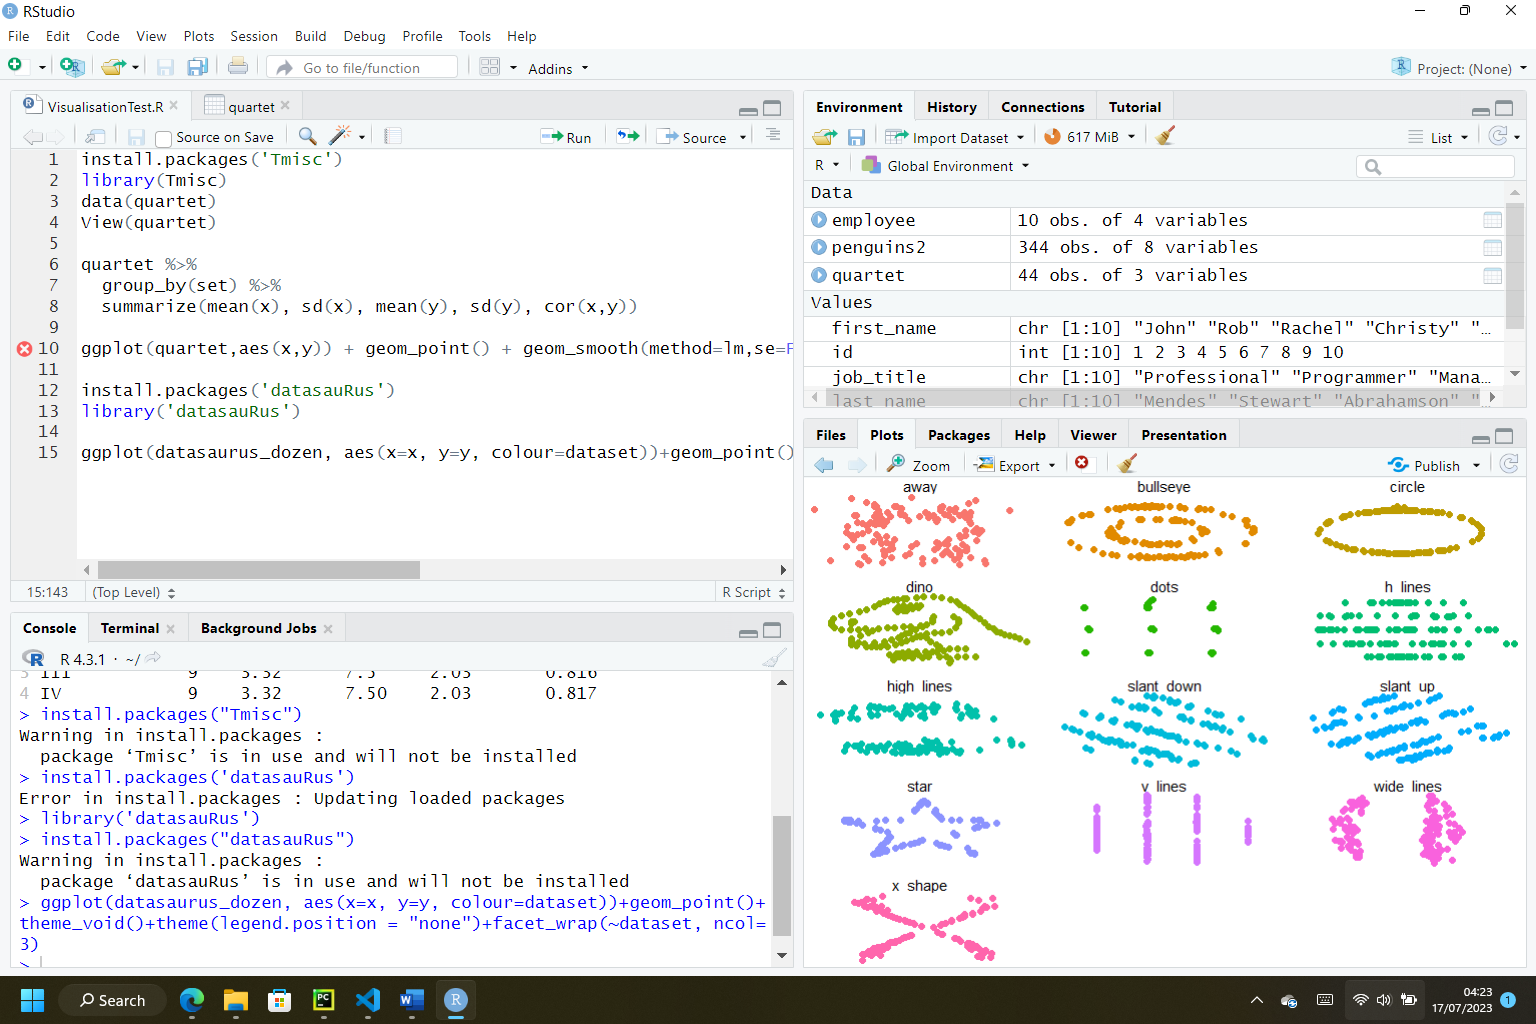 RStudio
File Edit Code View Plots Session Build Debug Profile Tools Help
Go to file/function Addins Project: (None)
VisualisationTest.R quartet
Source on Save Run Source
1 install.packages('Tmisc')
2 library(Tmisc)
3 data(quartet)
4 View(quartet)
5
6 quartet %>%
7 group_by(set) %>%
8 summarize(mean(x), sd(x), mean(y), sd(y), cor(x,y))
9
10 ggplot(quartet,aes(x,y)) + geom_point() + geom_smooth(method=lm,se=F
11
12 install.packages('datasauRus')
13 library('datasauRus')
14
15 ggplot(datasaurus_dozen, aes(x=x, y=y, colour=dataset))+geom_point()
15:143 (Top Level) R Script
Console Terminal Background Jobs
R 4.3.1 · ~/
3 III 9 3.32 7.5 2.03 0.816
4 IV 9 3.32 7.50 2.03 0.817
> install.packages("Tmisc")
Warning in install.packages :
package ‘Tmisc’ is in use and will not be installed
> install.packages('datasauRus')
Error in install.packages : Updating loaded packages
> library('datasauRus')
> install.packages("datasauRus")
Warning in install.packages :
package ‘datasauRus’ is in use and will not be installed
> ggplot(datasaurus_dozen, aes(x=x, y=y, colour=dataset))+geom_point()+
theme_void()+theme(legend.position = "none")+facet_wrap(~dataset, ncol=
3)
>
Environment History Connections Tutorial
Import Dataset 617 MiB List
R Global Environment
Data
employee 10 obs. of 4 variables
penguins2 344 obs. of 8 variables
quartet 44 obs. of 3 variables
Values
first_name chr [1:10] "John" "Rob" "Rachel" "Christy" "…
id int [1:10] 1 2 3 4 5 6 7 8 9 10
job_title chr [1:10] "Professional" "Programmer" "Mana…
last_name chr [1:10] "Mendes" "Stewart" "Abrahamson" "…
Files Plots Packages Help Viewer Presentation
Zoom Export Publish
away bullseye circle
dino dots h_lines
high_lines slant_down slant_up
star v_lines wide_lines
x_shape
Search
PC
R
04:23
17/07/2023
1